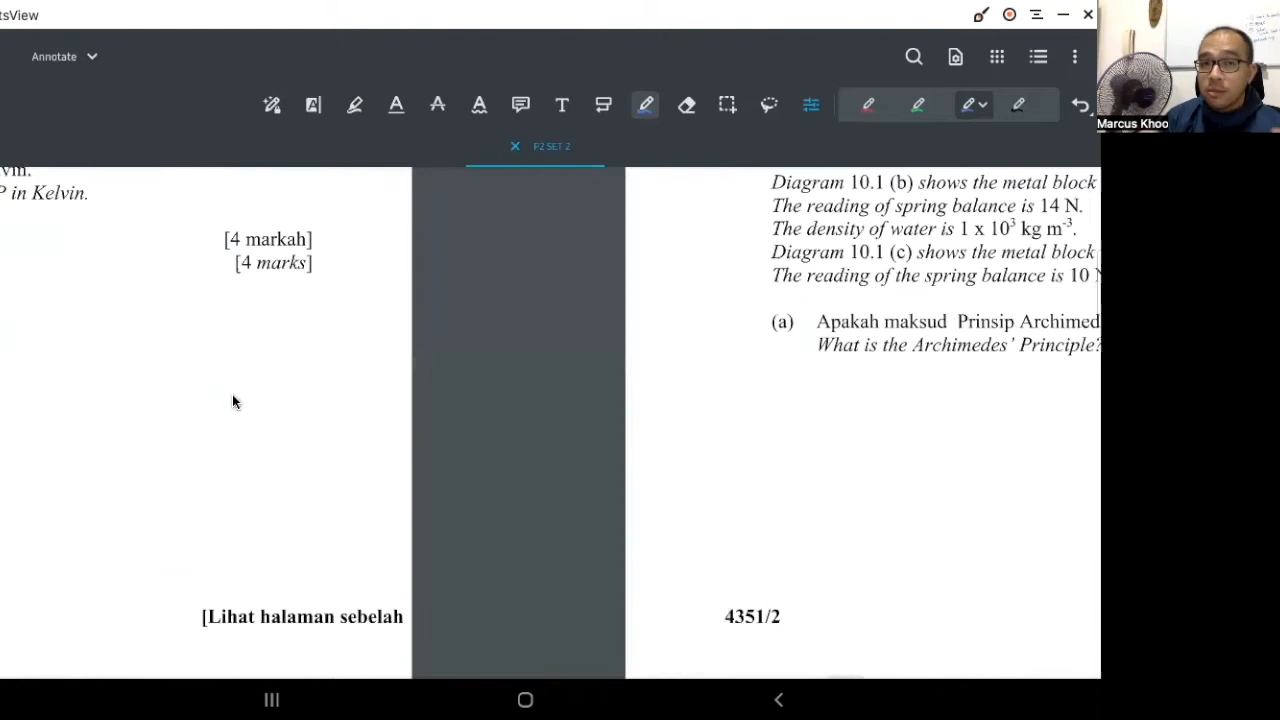 tsView
Annotate
Marcus Khoo
P2 SET 2
P in Kelvin.
[4 markah]
[4 marks]
[Lihat halaman sebelah
Diagram 10.1 (b) shows the metal block
The reading of spring balance is 14 N.
The density of water is 1 x 10³ kg m⁻³.
Diagram 10.1 (c) shows the metal block
The reading of the spring balance is 10 N
(a) Apakah maksud Prinsip Archimed
What is the Archimedes’ Principle?
4351/2